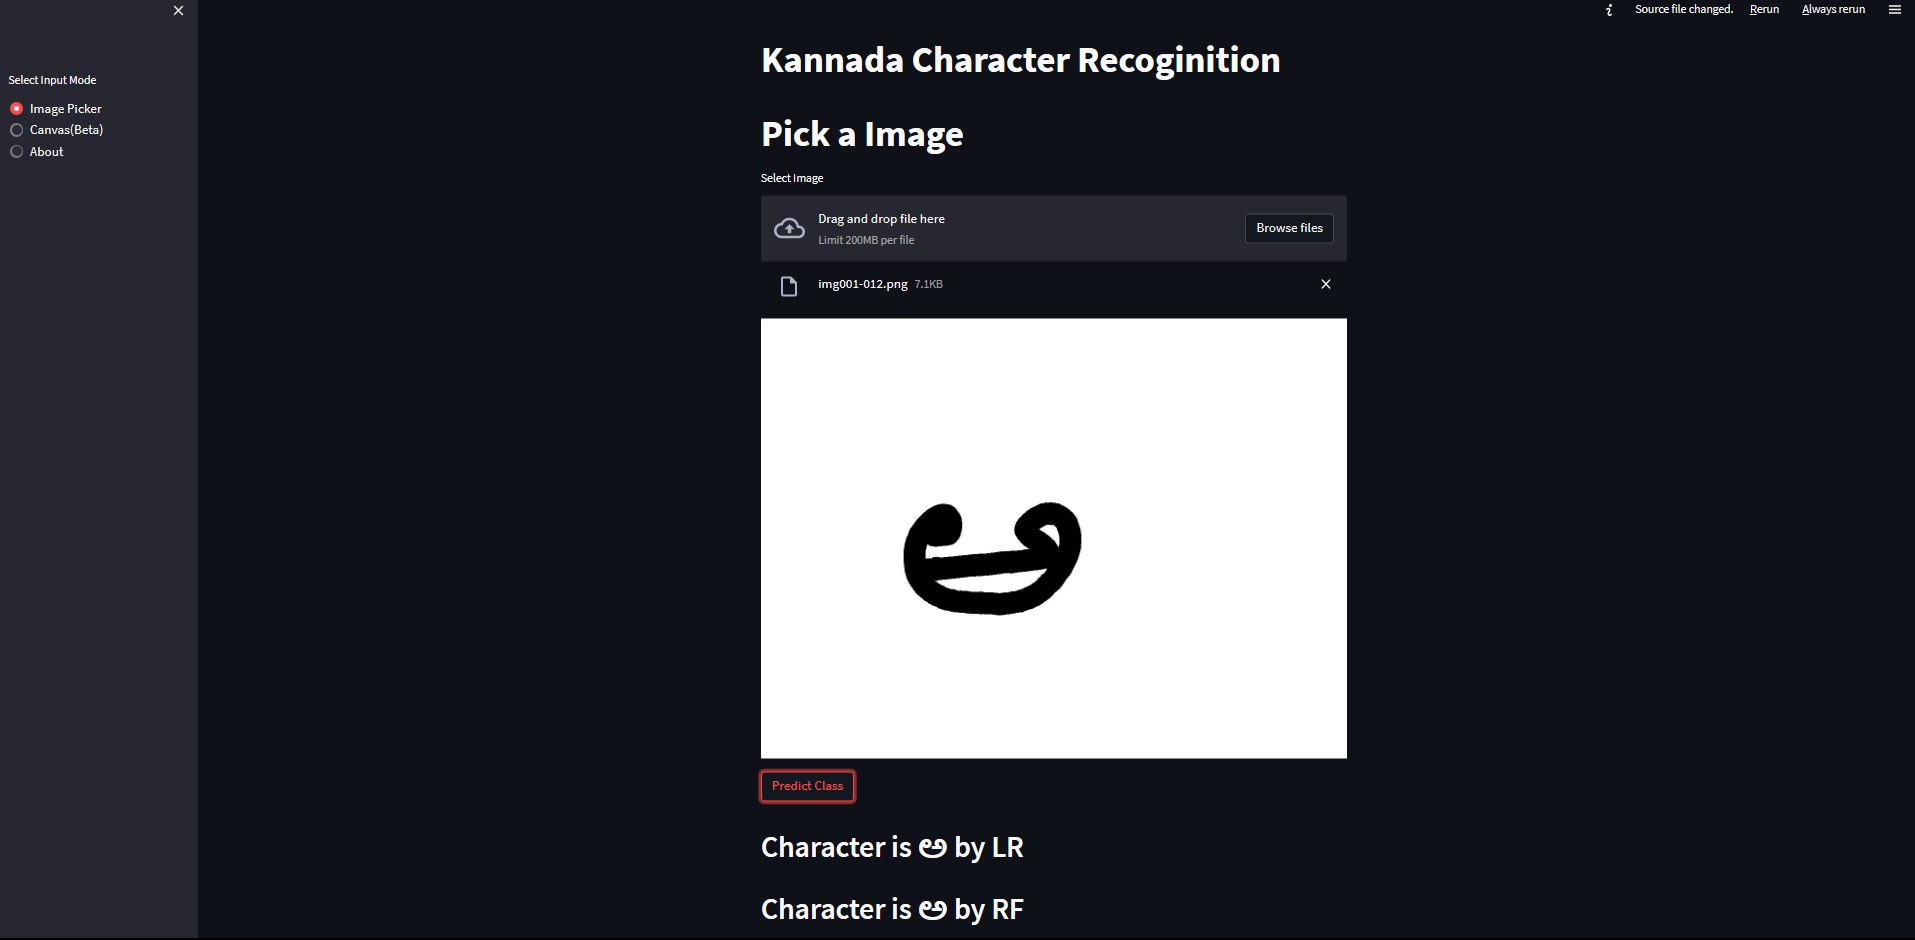 Source file changed. Rerun Always rerun
Select Input Mode
Image Picker
Canvas(Beta)
About
Kannada Character Recoginition
Pick a Image
Select Image
Drag and drop file here
Limit 200MB per file
Browse files
img001-012.png 7.1KB
ಅ
Predict Class
Character is ಅ by LR
Character is ಅ by RF